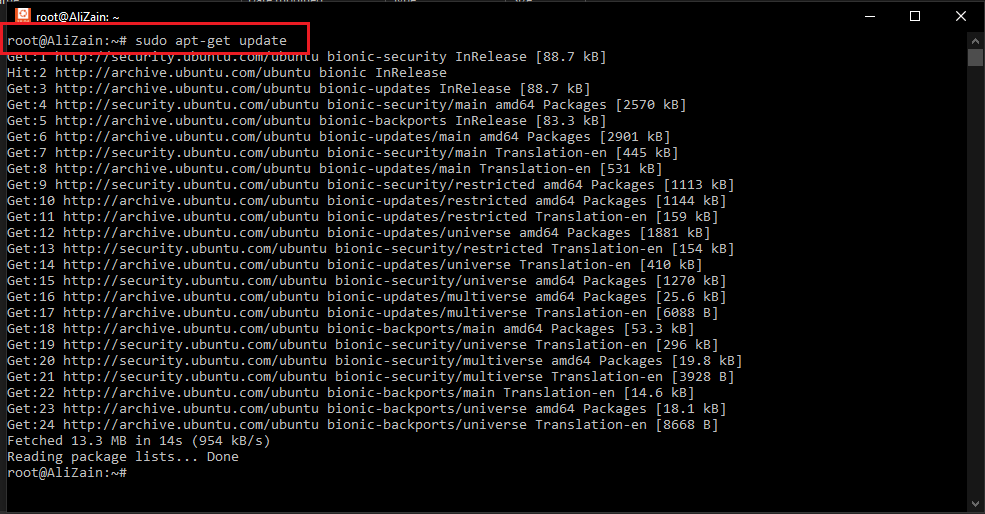 root@AliZain: ~
root@AliZain:~# sudo apt-get update
Get:1 http://security.ubuntu.com/ubuntu bionic-security InRelease [88.7 kB]
Hit:2 http://archive.ubuntu.com/ubuntu bionic InRelease
Get:3 http://archive.ubuntu.com/ubuntu bionic-updates InRelease [88.7 kB]
Get:4 http://security.ubuntu.com/ubuntu bionic-security/main amd64 Packages [2570 kB]
Get:5 http://archive.ubuntu.com/ubuntu bionic-backports InRelease [83.3 kB]
Get:6 http://archive.ubuntu.com/ubuntu bionic-updates/main amd64 Packages [2901 kB]
Get:7 http://security.ubuntu.com/ubuntu bionic-security/main Translation-en [445 kB]
Get:8 http://archive.ubuntu.com/ubuntu bionic-updates/main Translation-en [531 kB]
Get:9 http://security.ubuntu.com/ubuntu bionic-security/restricted amd64 Packages [1113 kB]
Get:10 http://archive.ubuntu.com/ubuntu bionic-updates/restricted amd64 Packages [1144 kB]
Get:11 http://archive.ubuntu.com/ubuntu bionic-updates/restricted Translation-en [159 kB]
Get:12 http://archive.ubuntu.com/ubuntu bionic-updates/universe amd64 Packages [1881 kB]
Get:13 http://security.ubuntu.com/ubuntu bionic-security/restricted Translation-en [154 kB]
Get:14 http://archive.ubuntu.com/ubuntu bionic-updates/universe Translation-en [410 kB]
Get:15 http://security.ubuntu.com/ubuntu bionic-security/universe amd64 Packages [1270 kB]
Get:16 http://archive.ubuntu.com/ubuntu bionic-updates/multiverse amd64 Packages [25.6 kB]
Get:17 http://archive.ubuntu.com/ubuntu bionic-updates/multiverse Translation-en [6088 B]
Get:18 http://archive.ubuntu.com/ubuntu bionic-backports/main amd64 Packages [53.3 kB]
Get:19 http://security.ubuntu.com/ubuntu bionic-security/universe Translation-en [296 kB]
Get:20 http://security.ubuntu.com/ubuntu bionic-security/multiverse amd64 Packages [19.8 kB]
Get:21 http://security.ubuntu.com/ubuntu bionic-security/multiverse Translation-en [3928 B]
Get:22 http://archive.ubuntu.com/ubuntu bionic-backports/main Translation-en [14.6 kB]
Get:23 http://archive.ubuntu.com/ubuntu bionic-backports/universe amd64 Packages [18.1 kB]
Get:24 http://archive.ubuntu.com/ubuntu bionic-backports/universe Translation-en [8668 B]
Fetched 13.3 MB in 14s (954 kB/s)
Reading package lists... Done
root@AliZain:~#